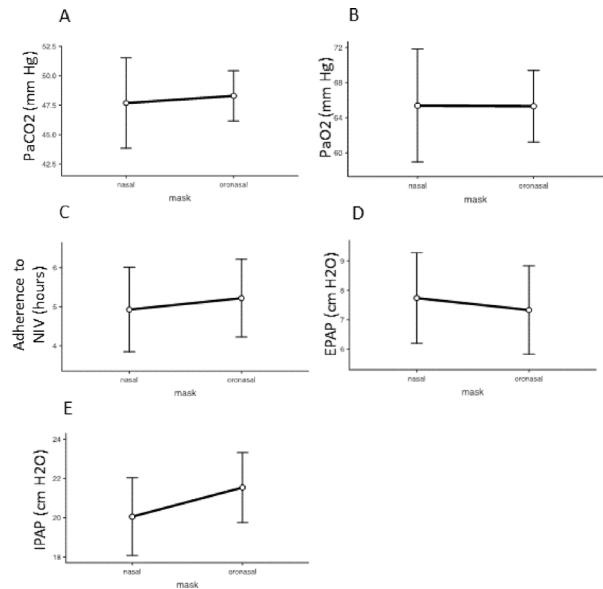 A
PaCO2 (mm Hg)
52.5
50.0
47.5
45.0
42.5
nasal
oronasal
mask
B
PaO2 (mm Hg)
72
68
64
60
nasal
oronasal
mask
C
Adherence to
NIV (hours)
6
5
4
nasal
oronasal
mask
D
EPAP (cm H2O)
9
8
7
6
nasal
oronasal
mask
E
IPAP (cm H2O)
24
22
20
18
nasal
oronasal
mask